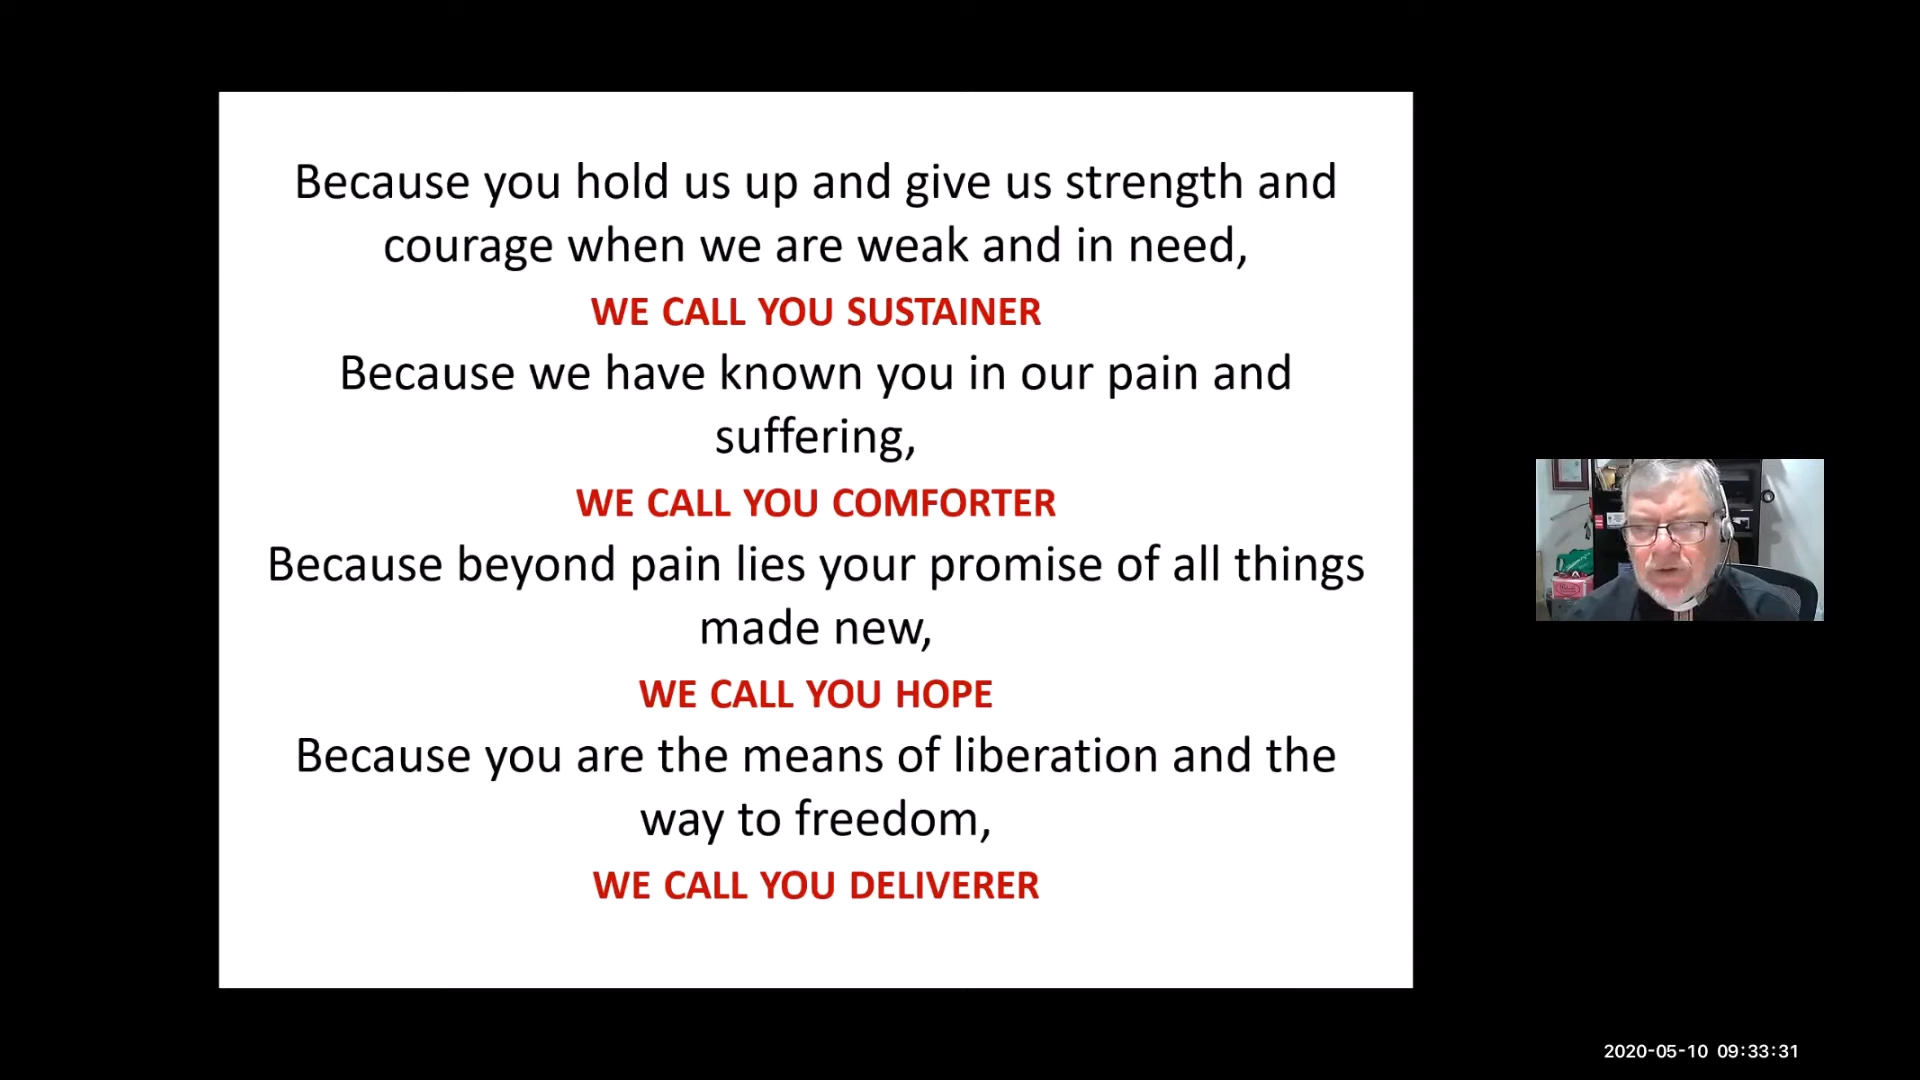 Because you hold us up and give us strength and
courage when we are weak and in need,
WE CALL YOU SUSTAINER
Because we have known you in our pain and
suffering,
WE CALL YOU COMFORTER
Because beyond pain lies your promise of all things
made new,
WE CALL YOU HOPE
Because you are the means of liberation and the
way to freedom,
WE CALL YOU DELIVERER
2020-05-10 09:33:31